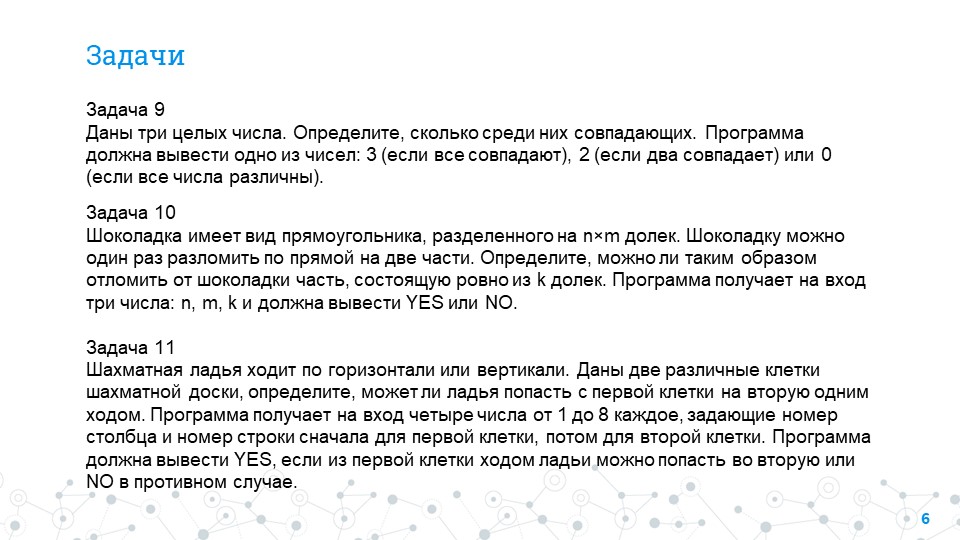 Задачи
Задача 9
Даны три целых числа. Определите, сколько среди них совпадающих. Программа
должна вывести одно из чисел: 3 (если все совпадают), 2 (если два совпадает) или 0
(если все числа различны).
Задача 10
Шоколадка имеет вид прямоугольника, разделенного на n×m долек. Шоколадку можно
один раз разломить по прямой на две части. Определите, можно ли таким образом
отломить от шоколадки часть, состоящую ровно из k долек. Программа получает на вход
три числа: n, m, k и должна вывести YES или NO.
Задача 11
Шахматная ладья ходит по горизонтали или вертикали. Даны две различные клетки
шахматной доски, определите, может ли ладья попасть с первой клетки на вторую одним
ходом. Программа получает на вход четыре числа от 1 до 8 каждое, задающие номер
столбца и номер строки сначала для первой клетки, потом для второй клетки. Программа
должна вывести YES, если из первой клетки ходом ладьи можно попасть во вторую или
NO в противном случае.
6